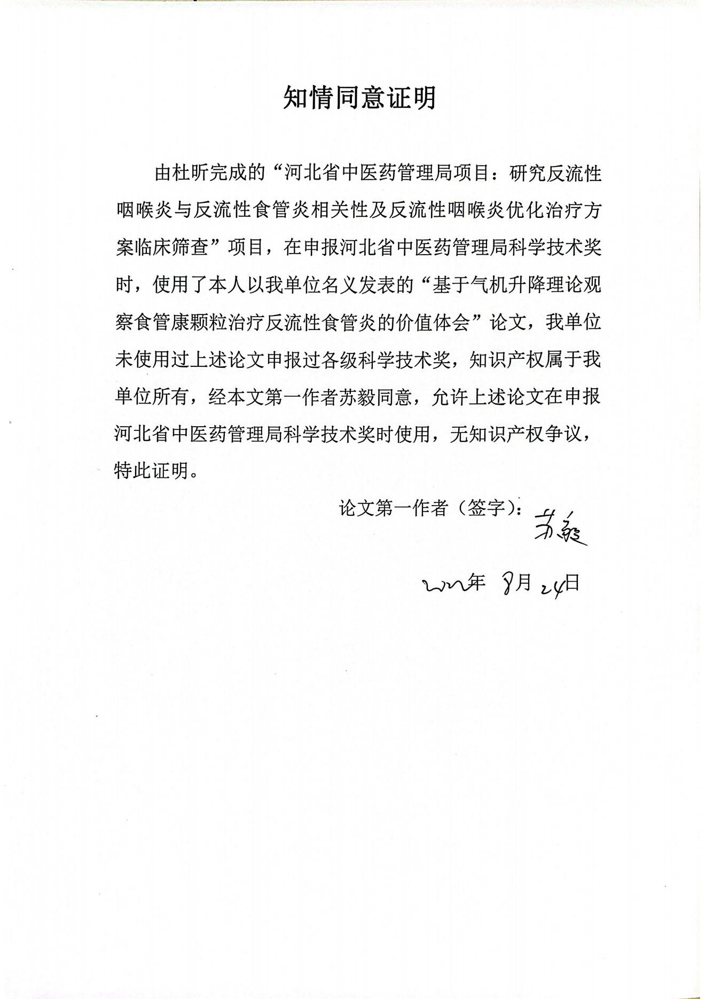 知情同意证明
由杜昕完成的“河北省中医药管理局项目：研究反流性
咽喉炎与反流性食管炎相关性及反流性咽喉炎优化治疗方
案临床筛查”项目，在申报河北省中医药管理局科学技术奖
时，使用了本人以我单位名义发表的“基于气机升降理论观
察食管康颗粒治疗反流性食管炎的价值体会”论文，我单位
未使用过上述论文申报过各级科学技术奖，知识产权属于我
单位所有，经本文第一作者苏毅同意，允许上述论文在申报
河北省中医药管理局科学技术奖时使用，无知识产权争议，
特此证明。
论文第一作者（签字）：苏毅
2022年 8月 24日